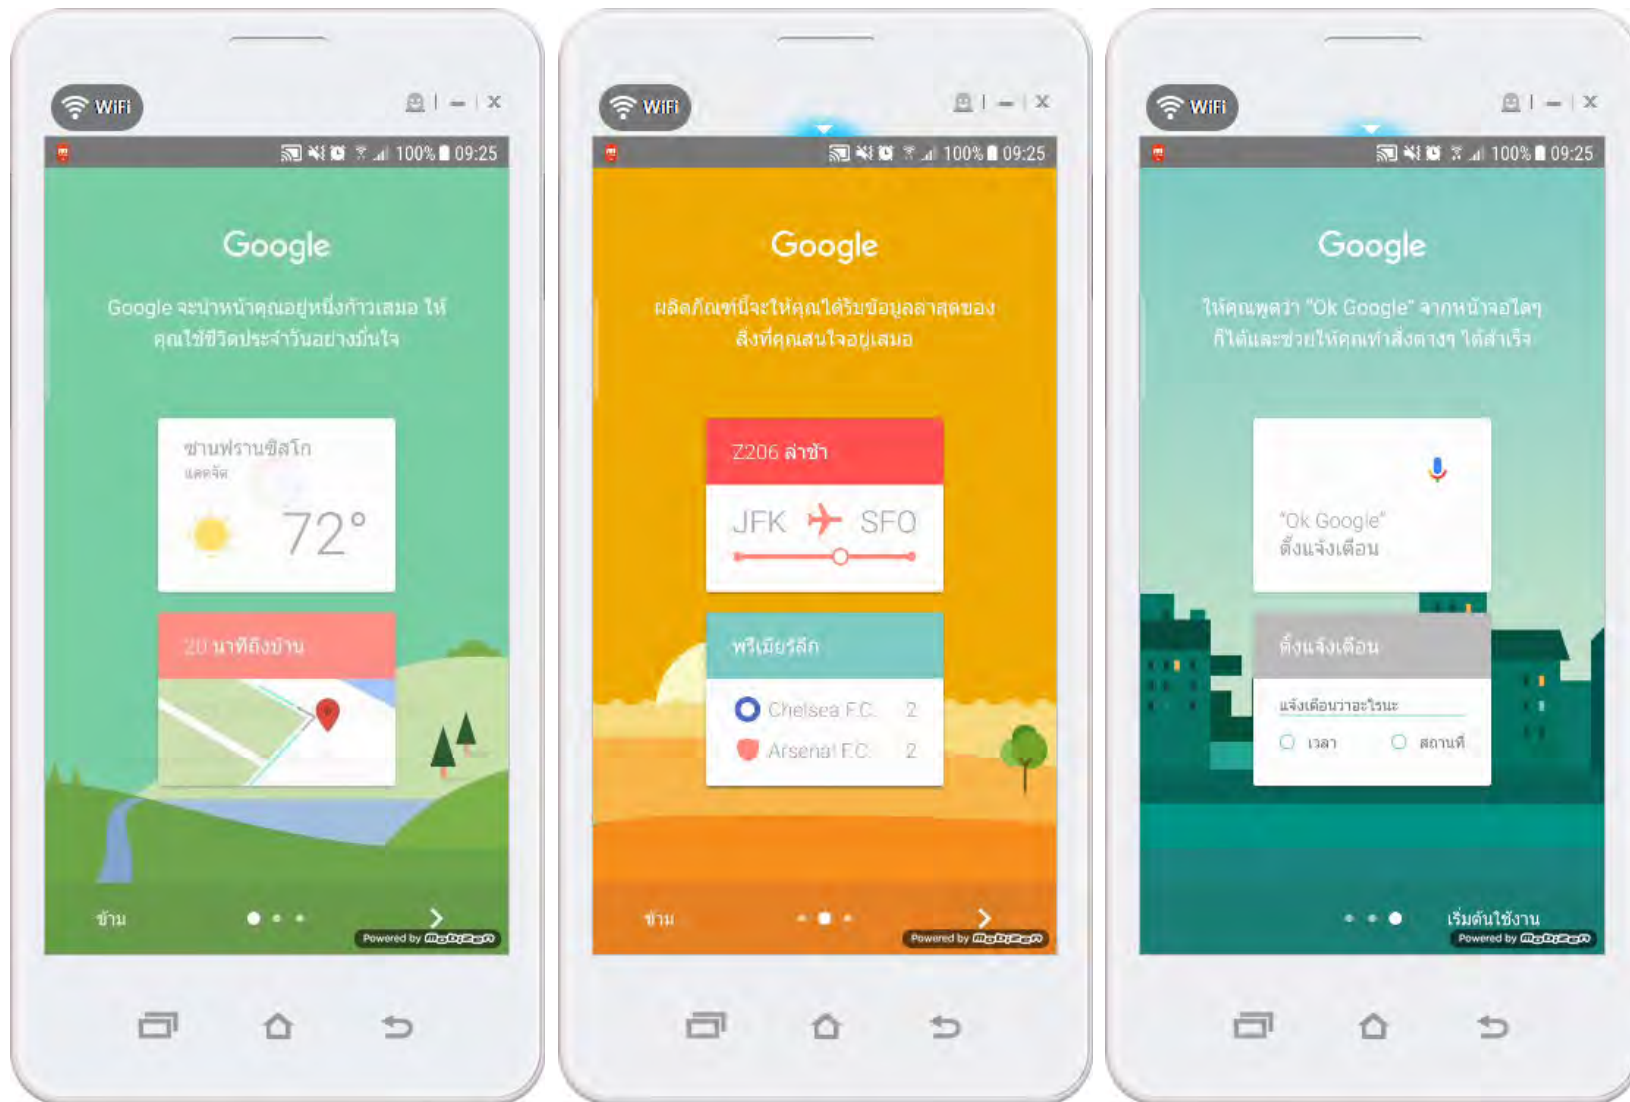 WiFi
100% 09:25
Google
Google จะนำหน้าคุณอยู่หนึ่งก้าวเสมอ ให้
คุณใช้ชีวิตประจำวันอย่างมั่นใจ
ซานฟรานซิสโก
แดดจัด
72°
20 นาทีถึงบ้าน
ข้าม
Powered by Mobizen
WiFi
100% 09:25
Google
ผลิตภัณฑ์นี้จะให้คุณได้รับข้อมูลล่าสุดของ
สิ่งที่คุณสนใจอยู่เสมอ
Z206 ล่าช้า
JFK SFO
พรีเมียร์ลีก
Chelsea F.C. 2
Arsenal F.C. 2
ข้าม
Powered by Mobizen
WiFi
100% 09:25
Google
ให้คุณพูดว่า "Ok Google" จากหน้าจอใดๆ
ก็ได้และช่วยให้คุณทำสิ่งต่างๆ ได้สำเร็จ
"Ok Google"
ตั้งแจ้งเตือน
ตั้งแจ้งเตือน
แจ้งเตือนว่าอะไรนะ
เวลา สถานที่
เริ่มต้นใช้งาน
Powered by Mobizen